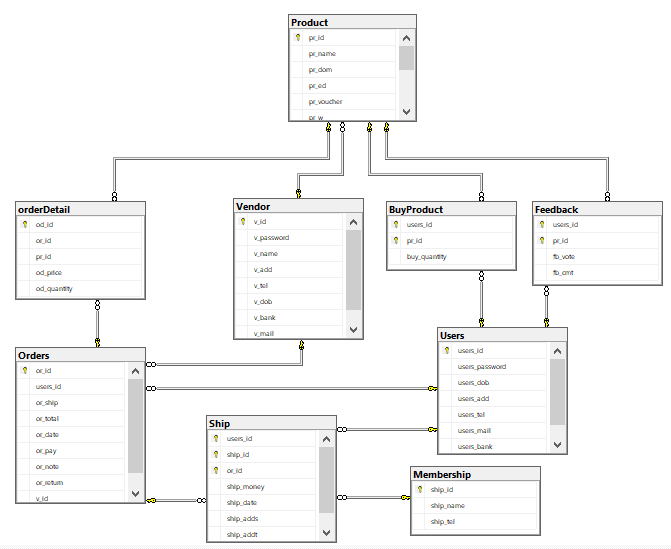 Product
pr_id
pr_name
pr_dom
pr_ed
pr_voucher
pr_w
orderDetail
od_id
or_id
pr_id
od_price
od_quantity
Vendor
v_id
v_password
v_name
v_add
v_tel
v_dob
v_bank
v_mail
BuyProduct
users_id
pr_id
buy_quantity
Feedback
users_id
pr_id
fb_vote
fb_cmt
Orders
or_id
users_id
or_ship
or_total
or_date
or_pay
or_note
or_return
v_id
Users
users_id
users_password
users_dob
users_add
users_tel
users_mail
users_bank
Ship
users_id
ship_id
or_id
ship_money
ship_date
ship_adds
ship_addt
Membership
ship_id
ship_name
ship_tel